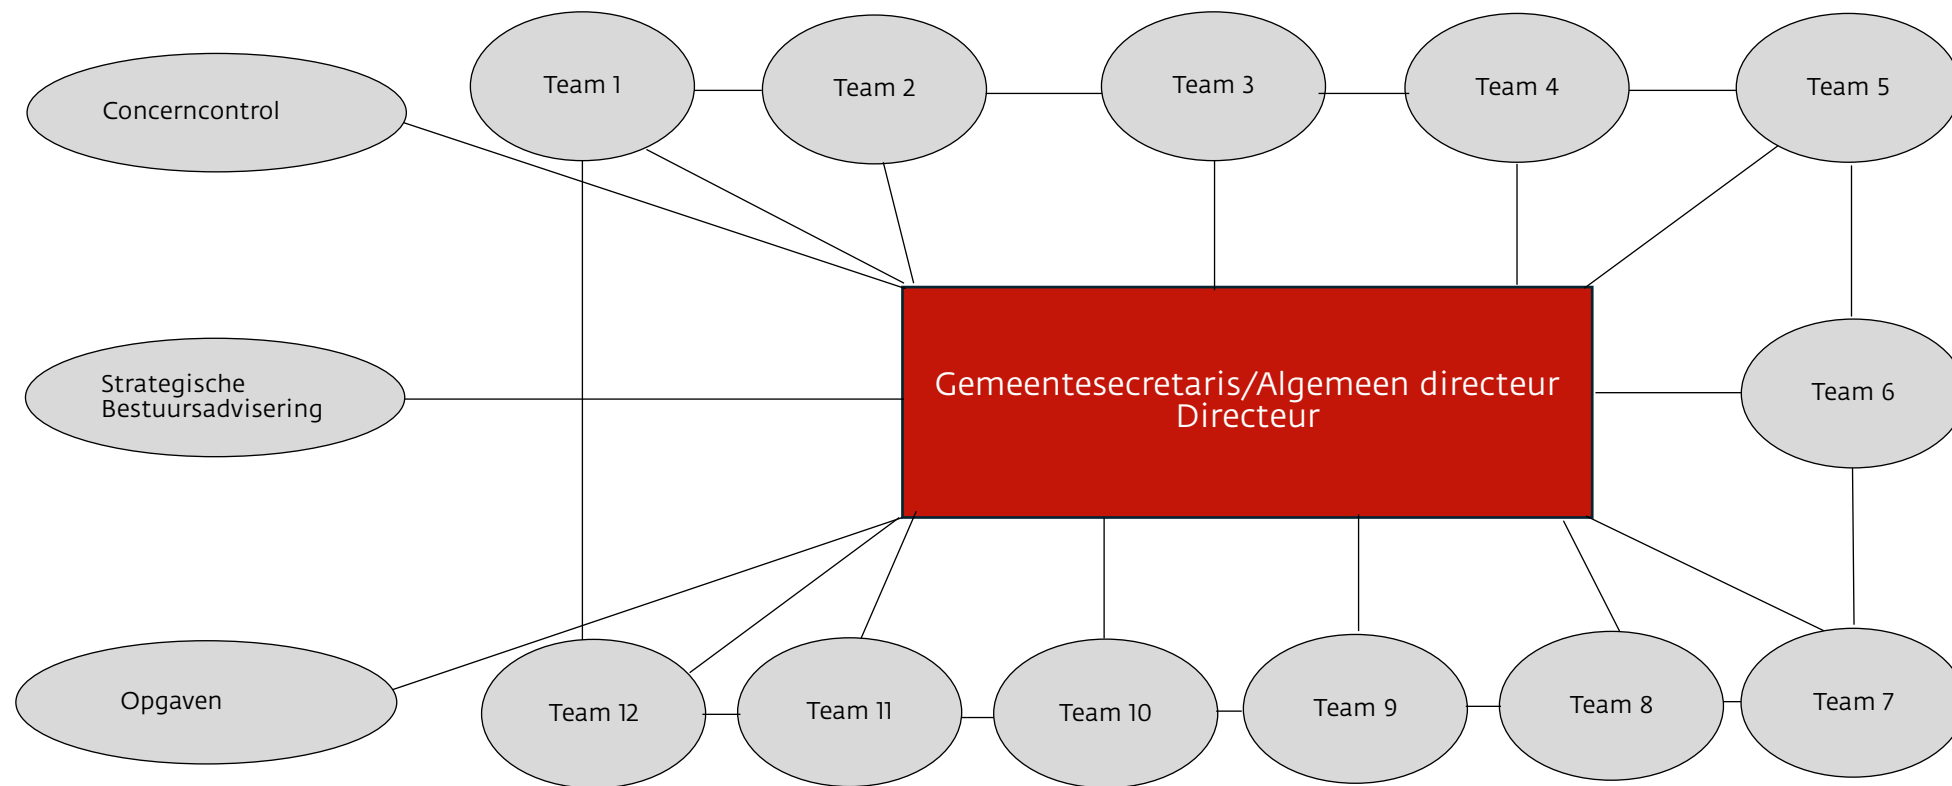 Team 1
Team 2
Team 3
Team 4
Team 5
Concerncontrol
Gemeentesecretaris/Algemeen directeur
Directeur
Strategische
Bestuursadvisering
Team 6
Opgaven
Team 12
Team 11
Team 10
Team 9
Team 8
Team 7